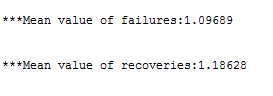 ***Mean value of failures:1.09689
***Mean value of recoveries:1.18628